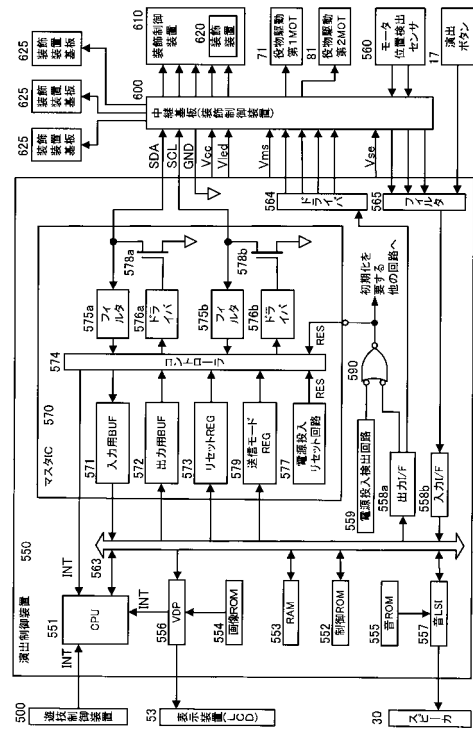 500
遊技制御装置
53
表示装置(LCD)
30
スピーカ
550
演出制御装置
INT
551
CPU
INT
563
INT
556
VDP
554
画像ROM
553
RAM
552
制御ROM
555
音ROM
557
音LSI
570
マスタIC
571
入力用BUF
572
出力用BUF
573
リセットREG
579
送信モード
REG
577
電源投入
リセット回路
RES
RES
574
コントローラ
575a
フィルタ
576a
ドライバ
578a
575b
フィルタ
576b
ドライバ
578b
559
電源投入検出回路
558a
出力I/F
558b
入力I/F
590
初期化を
要する
他の回路へ
564
ドライバ
565
フィルタ
SDA
SCL
GND
Vcc
Vled
Vms
Vse
600
中継基板(装飾制御装置)
625
装飾装置
基板
625
装飾装置
基板
625
装飾装置
基板
610
装飾制御
装置
620
装飾
装置
71
役物駆動
第1MOT
81
役物駆動
第2MOT
560
モータ
位置検出
センサ
17
演出
ボタン